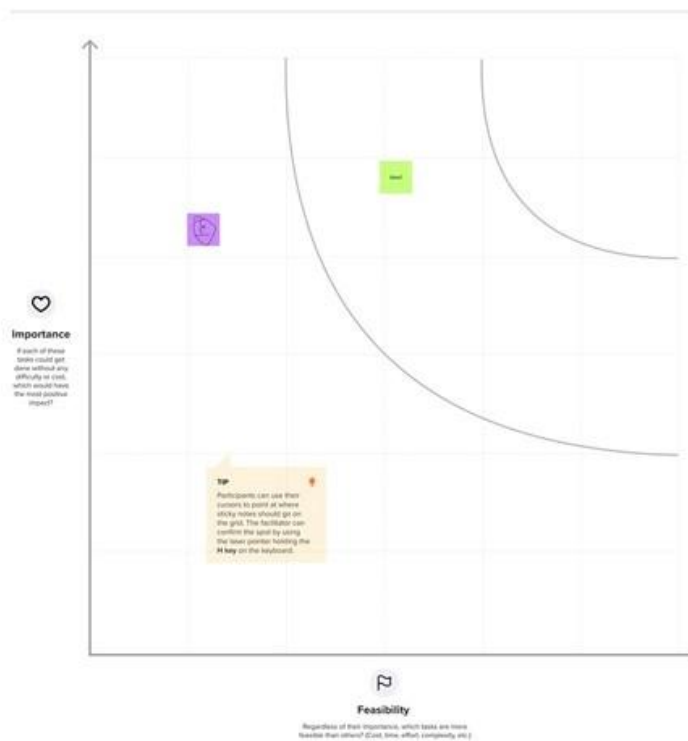 Importance
If each of these
tasks could get
done without any
difficulty or cost,
which would have
the most positive
impact?
TIP
Participants can use their
cursors to point at where
sticky notes should go on
the grid. The facilitator can
confirm the spot by using
the laser pointer holding the
H key on the keyboard.
Feasibility
Regardless of their importance, which tasks are more
feasible than others? (Cost, time, effort, complexity, etc.)